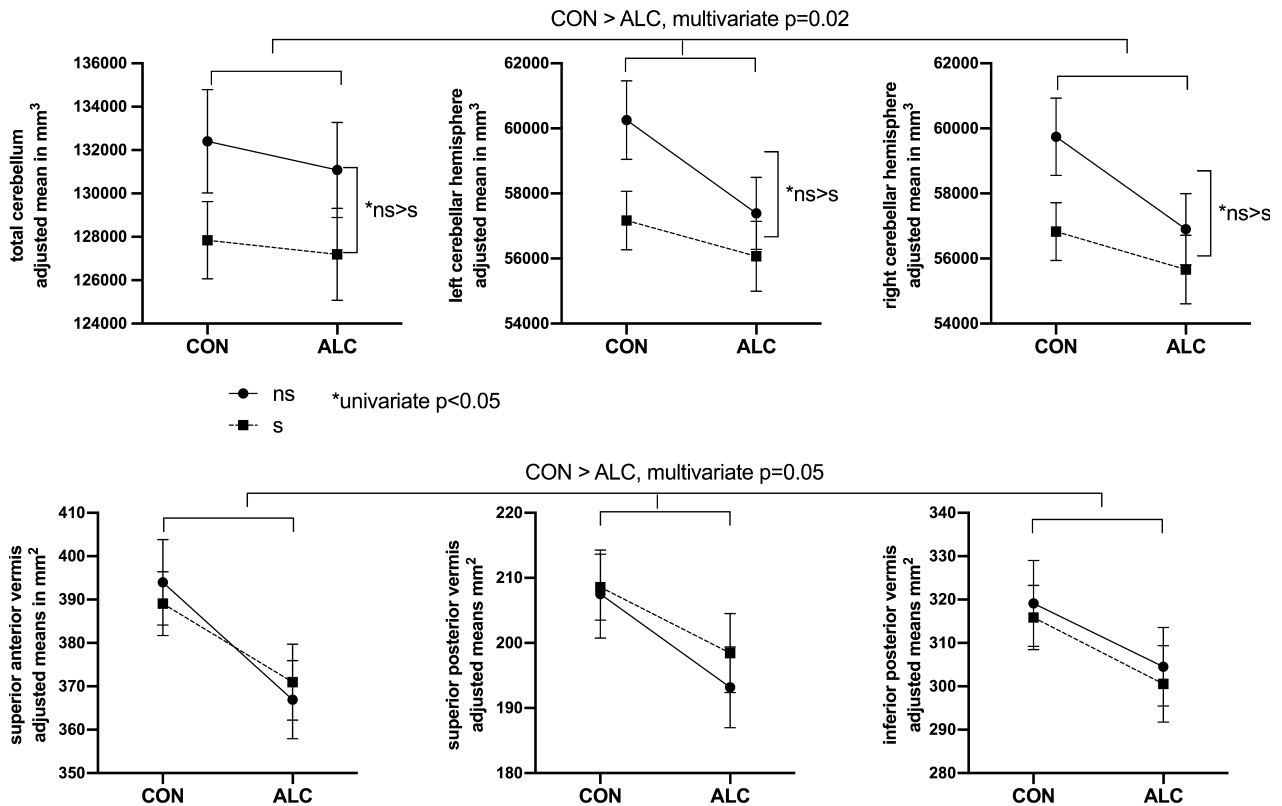 CON > ALC, multivariate p=0.02
total cerebellum
adjusted mean in mm³
136000
134000
132000
130000
128000
126000
124000
CON
ALC
*ns>s
left cerebellar hemisphere
adjusted mean in mm³
62000
60000
58000
56000
54000
CON
ALC
*ns>s
right cerebellar hemisphere
adjusted mean in mm³
62000
60000
58000
56000
54000
CON
ALC
*ns>s
ns
s
*univariate p<0.05
CON > ALC, multivariate p=0.05
superior anterior vermis
adjusted means in mm²
410
400
390
380
370
360
350
CON
ALC
superior posterior vermis
adjusted means mm²
220
210
200
190
180
CON
ALC
inferior posterior vermis
adjusted means mm²
340
330
320
310
300
290
280
CON
ALC